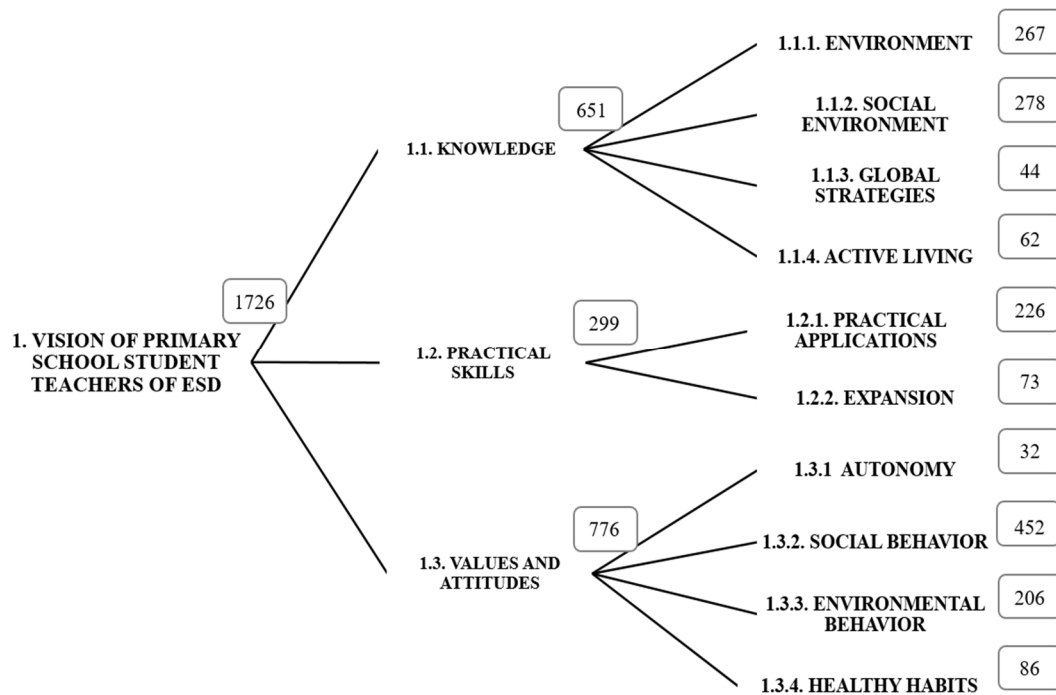 267
1.1.1. ENVIRONMENT
651
278
1.1.2. SOCIAL
ENVIRONMENT
1.1. KNOWLEDGE
44
1.1.3. GLOBAL
STRATEGIES
62
1.1.4. ACTIVE LIVING
1726
1. VISION OF PRIMARY
SCHOOL STUDENT
TEACHERS OF ESD
299
1.2. PRACTICAL
SKILLS
226
1.2.1. PRACTICAL
APPLICATIONS
73
1.2.2. EXPANSION
32
1.3.1 AUTONOMY
776
1.3. VALUES AND
ATTITUDES
452
1.3.2. SOCIAL BEHAVIOR
206
1.3.3. ENVIRONMENTAL
BEHAVIOR
86
1.3.4. HEALTHY HABITS